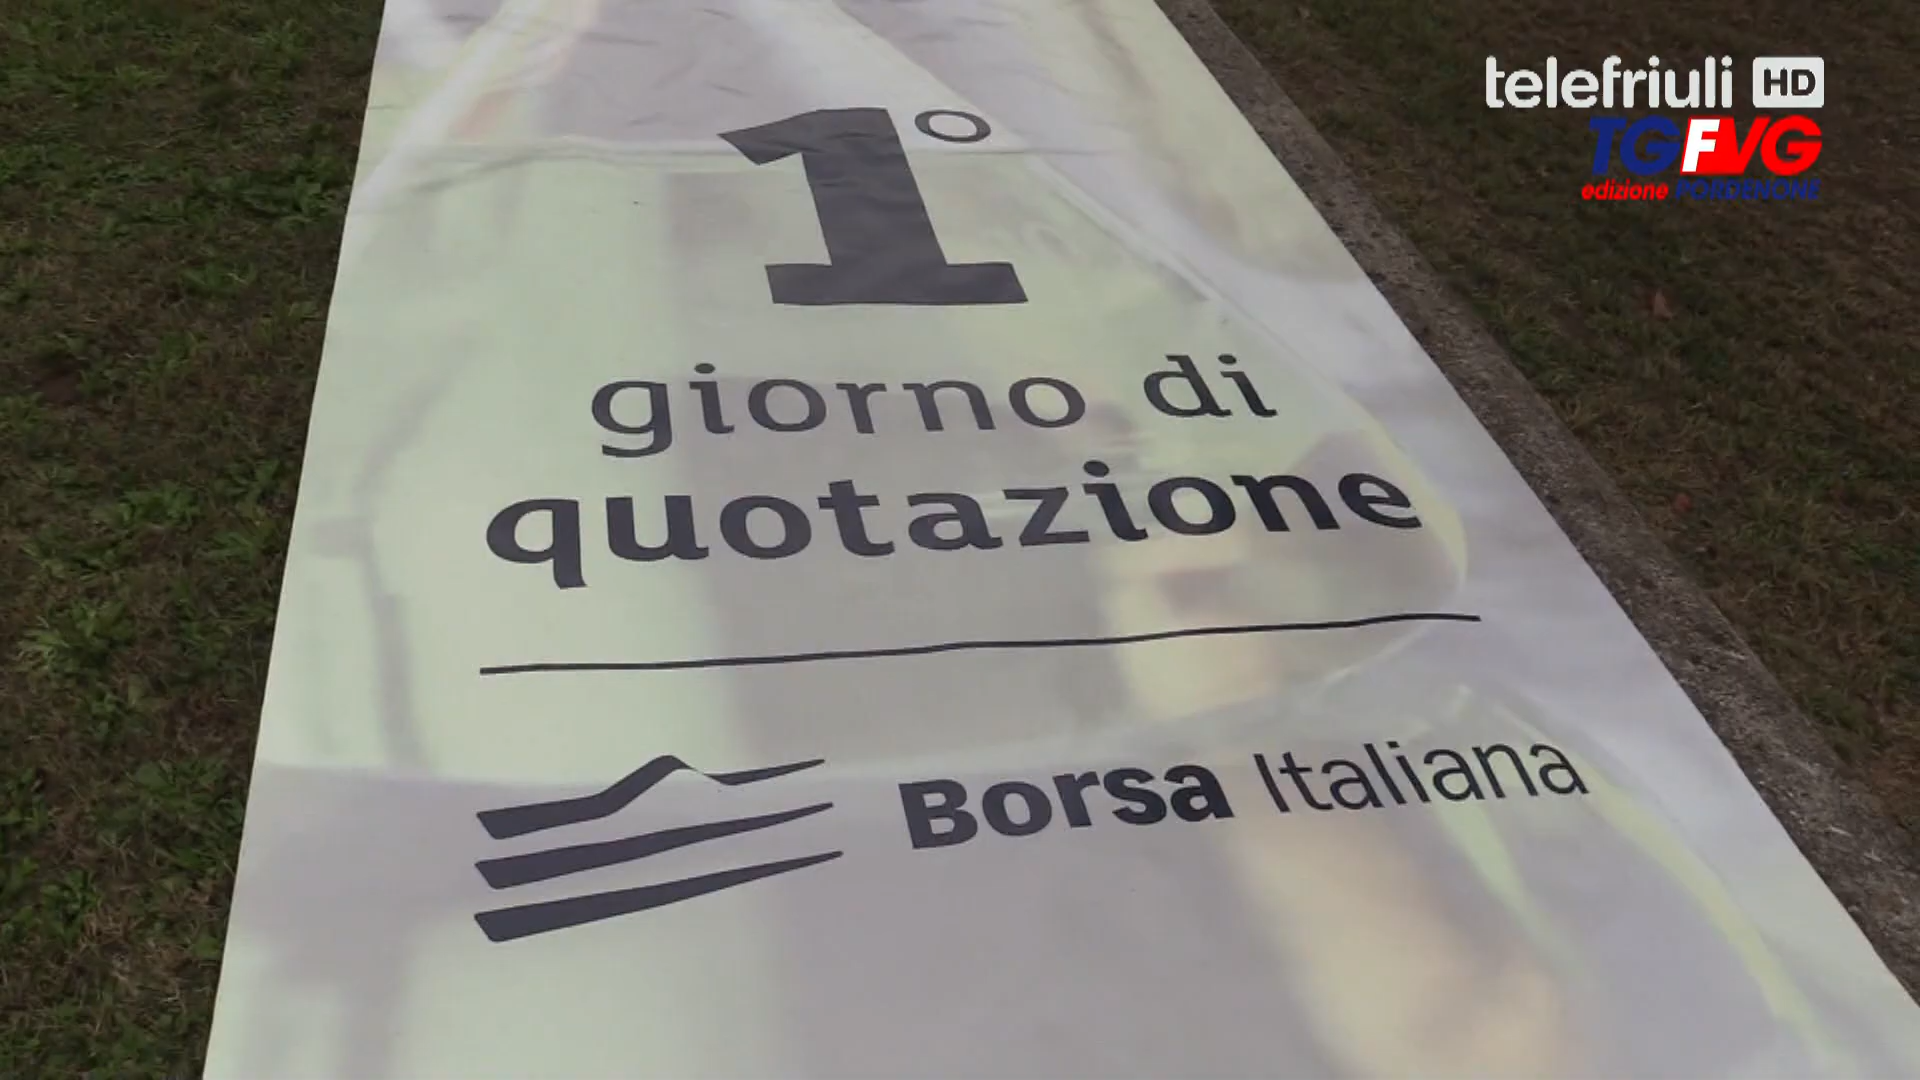 telefriuli HD
TGFVG
edizione PORDENONE
1°
giorno di
quotazione
Borsa Italiana